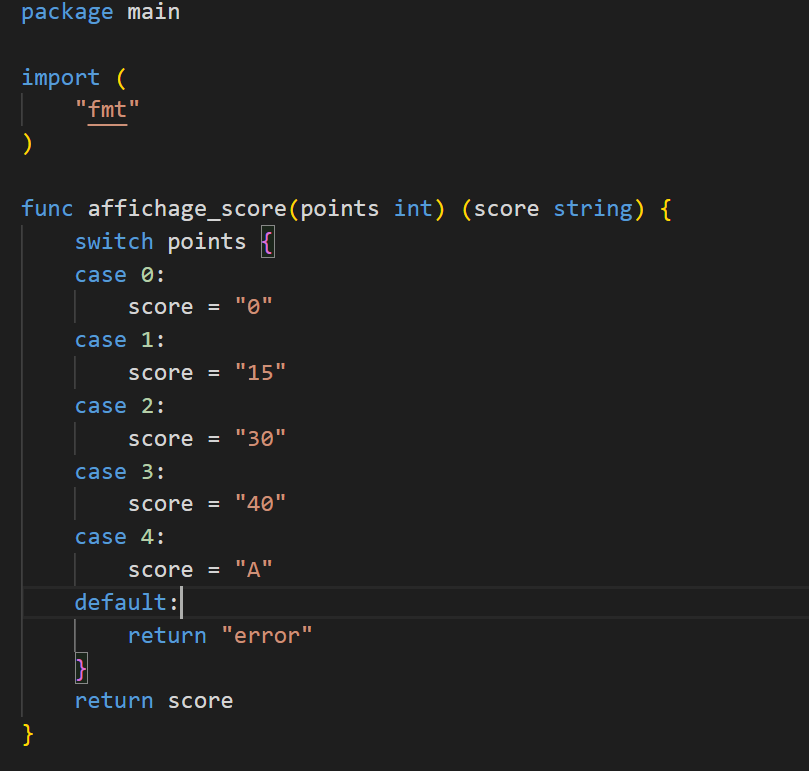 package main
import (
"fmt"
)
func affichage_score(points int) (score string) {
switch points {
case 0:
score = "0"
case 1:
score = "15"
case 2:
score = "30"
case 3:
score = "40"
case 4:
score = "A"
default:
return "error"
}
return score
}